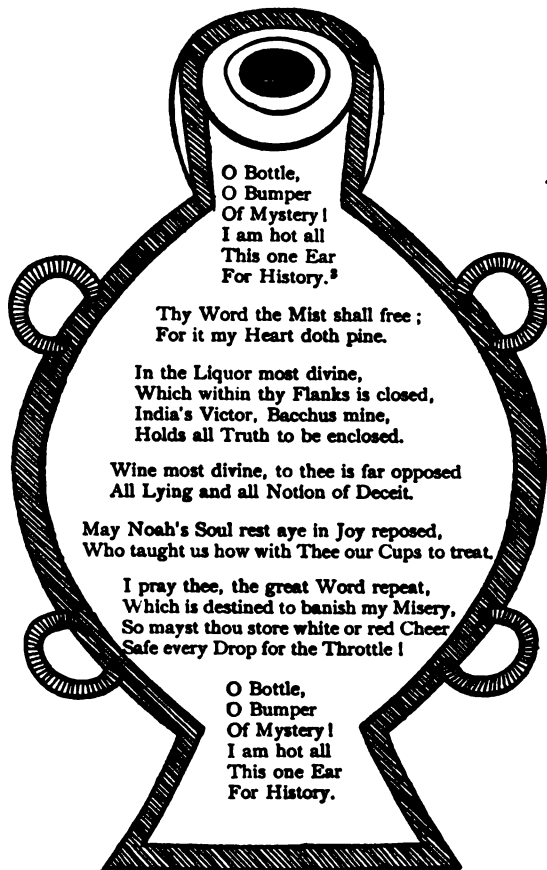 O Bottle,
O Bumper
Of Mystery!
I am hot all
This one Ear
For History.³
Thy Word the Mist shall free;
For it my Heart doth pine.
In the Liquor most divine,
Which within thy Flanks is closed,
India's Victor, Bacchus mine,
Holds all Truth to be enclosed.
Wine most divine, to thee is far opposed
All Lying and all Notion of Deceit.
May Noah's Soul rest aye in Joy reposed,
Who taught us how with Thee our Cups to treat.
I pray thee, the great Word repeat,
Which is destined to banish my Misery,
So mayst thou store white or red Cheer
Safe every Drop for the Throttle!
O Bottle,
O Bumper
Of Mystery!
I am hot all
This one Ear
For History.